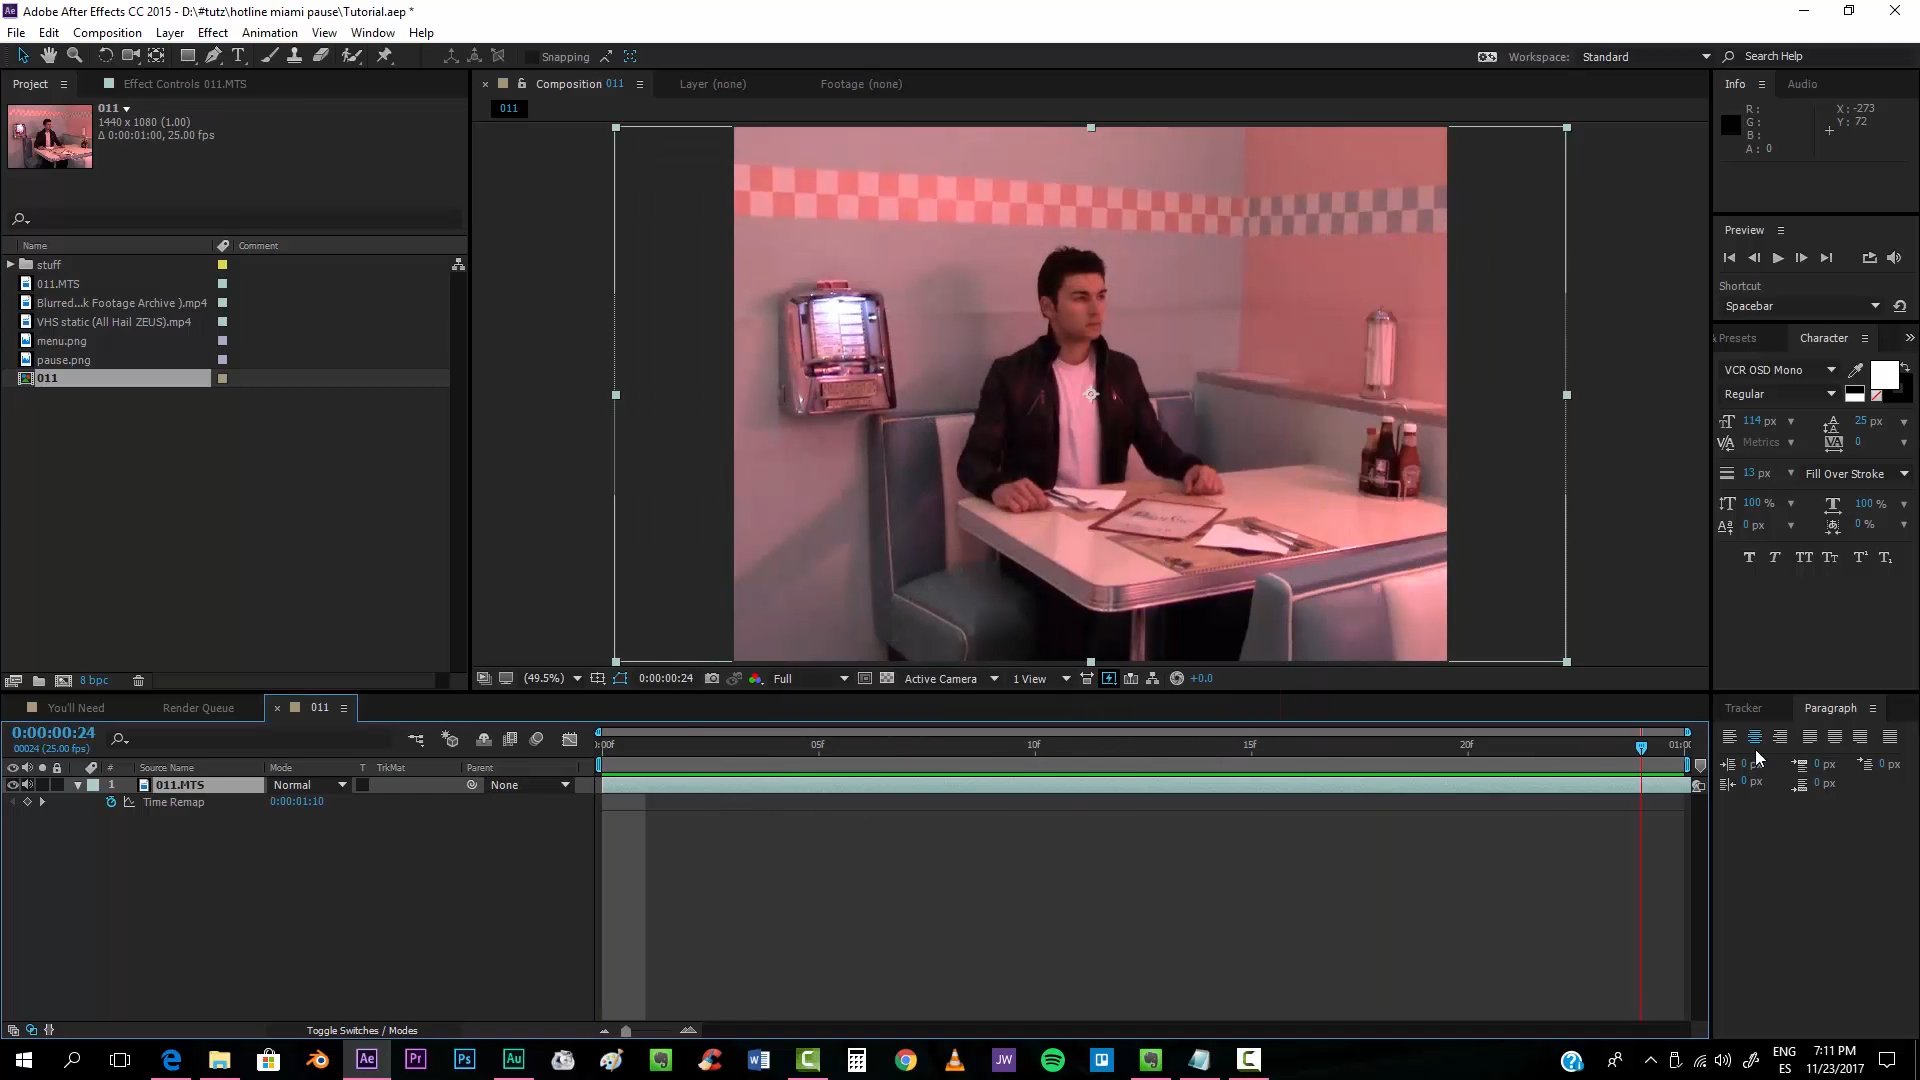 Adobe After Effects CC 2015 - D:\#tutz\hotline miami pause\Tutorial.aep *
File Edit Composition Layer Effect Animation View Window Help
Snapping
Workspace: Standard
Search Help
Project
Effect Controls 011.MTS
Composition 011
Layer (none)
Footage (none)
Info
Audio
011
1440 x 1080 (1.00)
Δ 0:00:01:00, 25.00 fps
011
R :
G :
B :
A : 0
X : -273
Y : 72
Name
Comment
stuff
011.MTS
Blurred...k Footage Archive ).mp4
VHS static (All Hail ZEUS).mp4
menu.png
pause.png
011
Preview
Shortcut
Spacebar
& Presets
Character
VCR OSD Mono
Regular
114 px
25 px
Metrics
0
13 px
Fill Over Stroke
100 %
100 %
0 px
0 %
8 bpc
(49.5%)
0:00:00:24
Full
Active Camera
1 View
+0.0
You'll Need
Render Queue
011
Tracker
Paragraph
0:00:00:24
00024 (25.00 fps)
# Source Name Mode T TrkMat Parent
1 011.MTS Normal None
Time Remap 0:00:01:10
05f 10f 15f 20f
0 px
0 px
0 px
0 px
Toggle Switches / Modes
Ae Pr Ps Au JW
ENG
ES
7:11 PM
11/23/2017